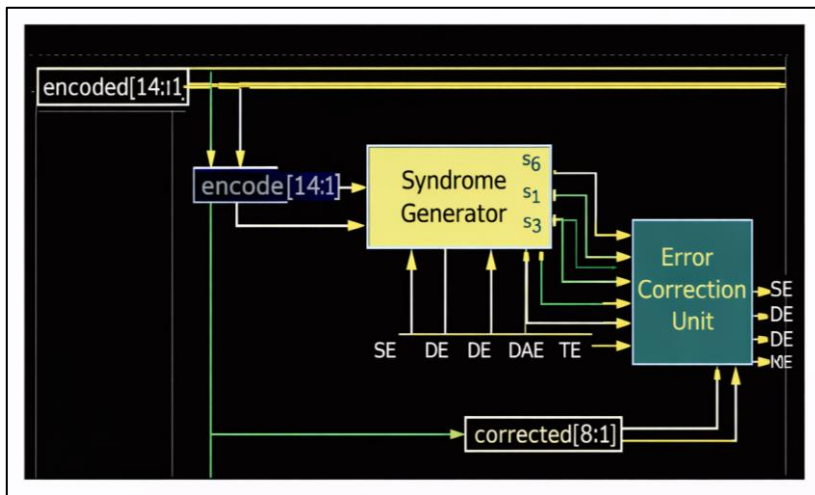 encoded[14:11]
encode[14:1]
Syndrome
Generator
s6
s1
s3
Error
Correction
Unit
SE
DE
DE
SE DE DE DAE TE
corrected[8:1]